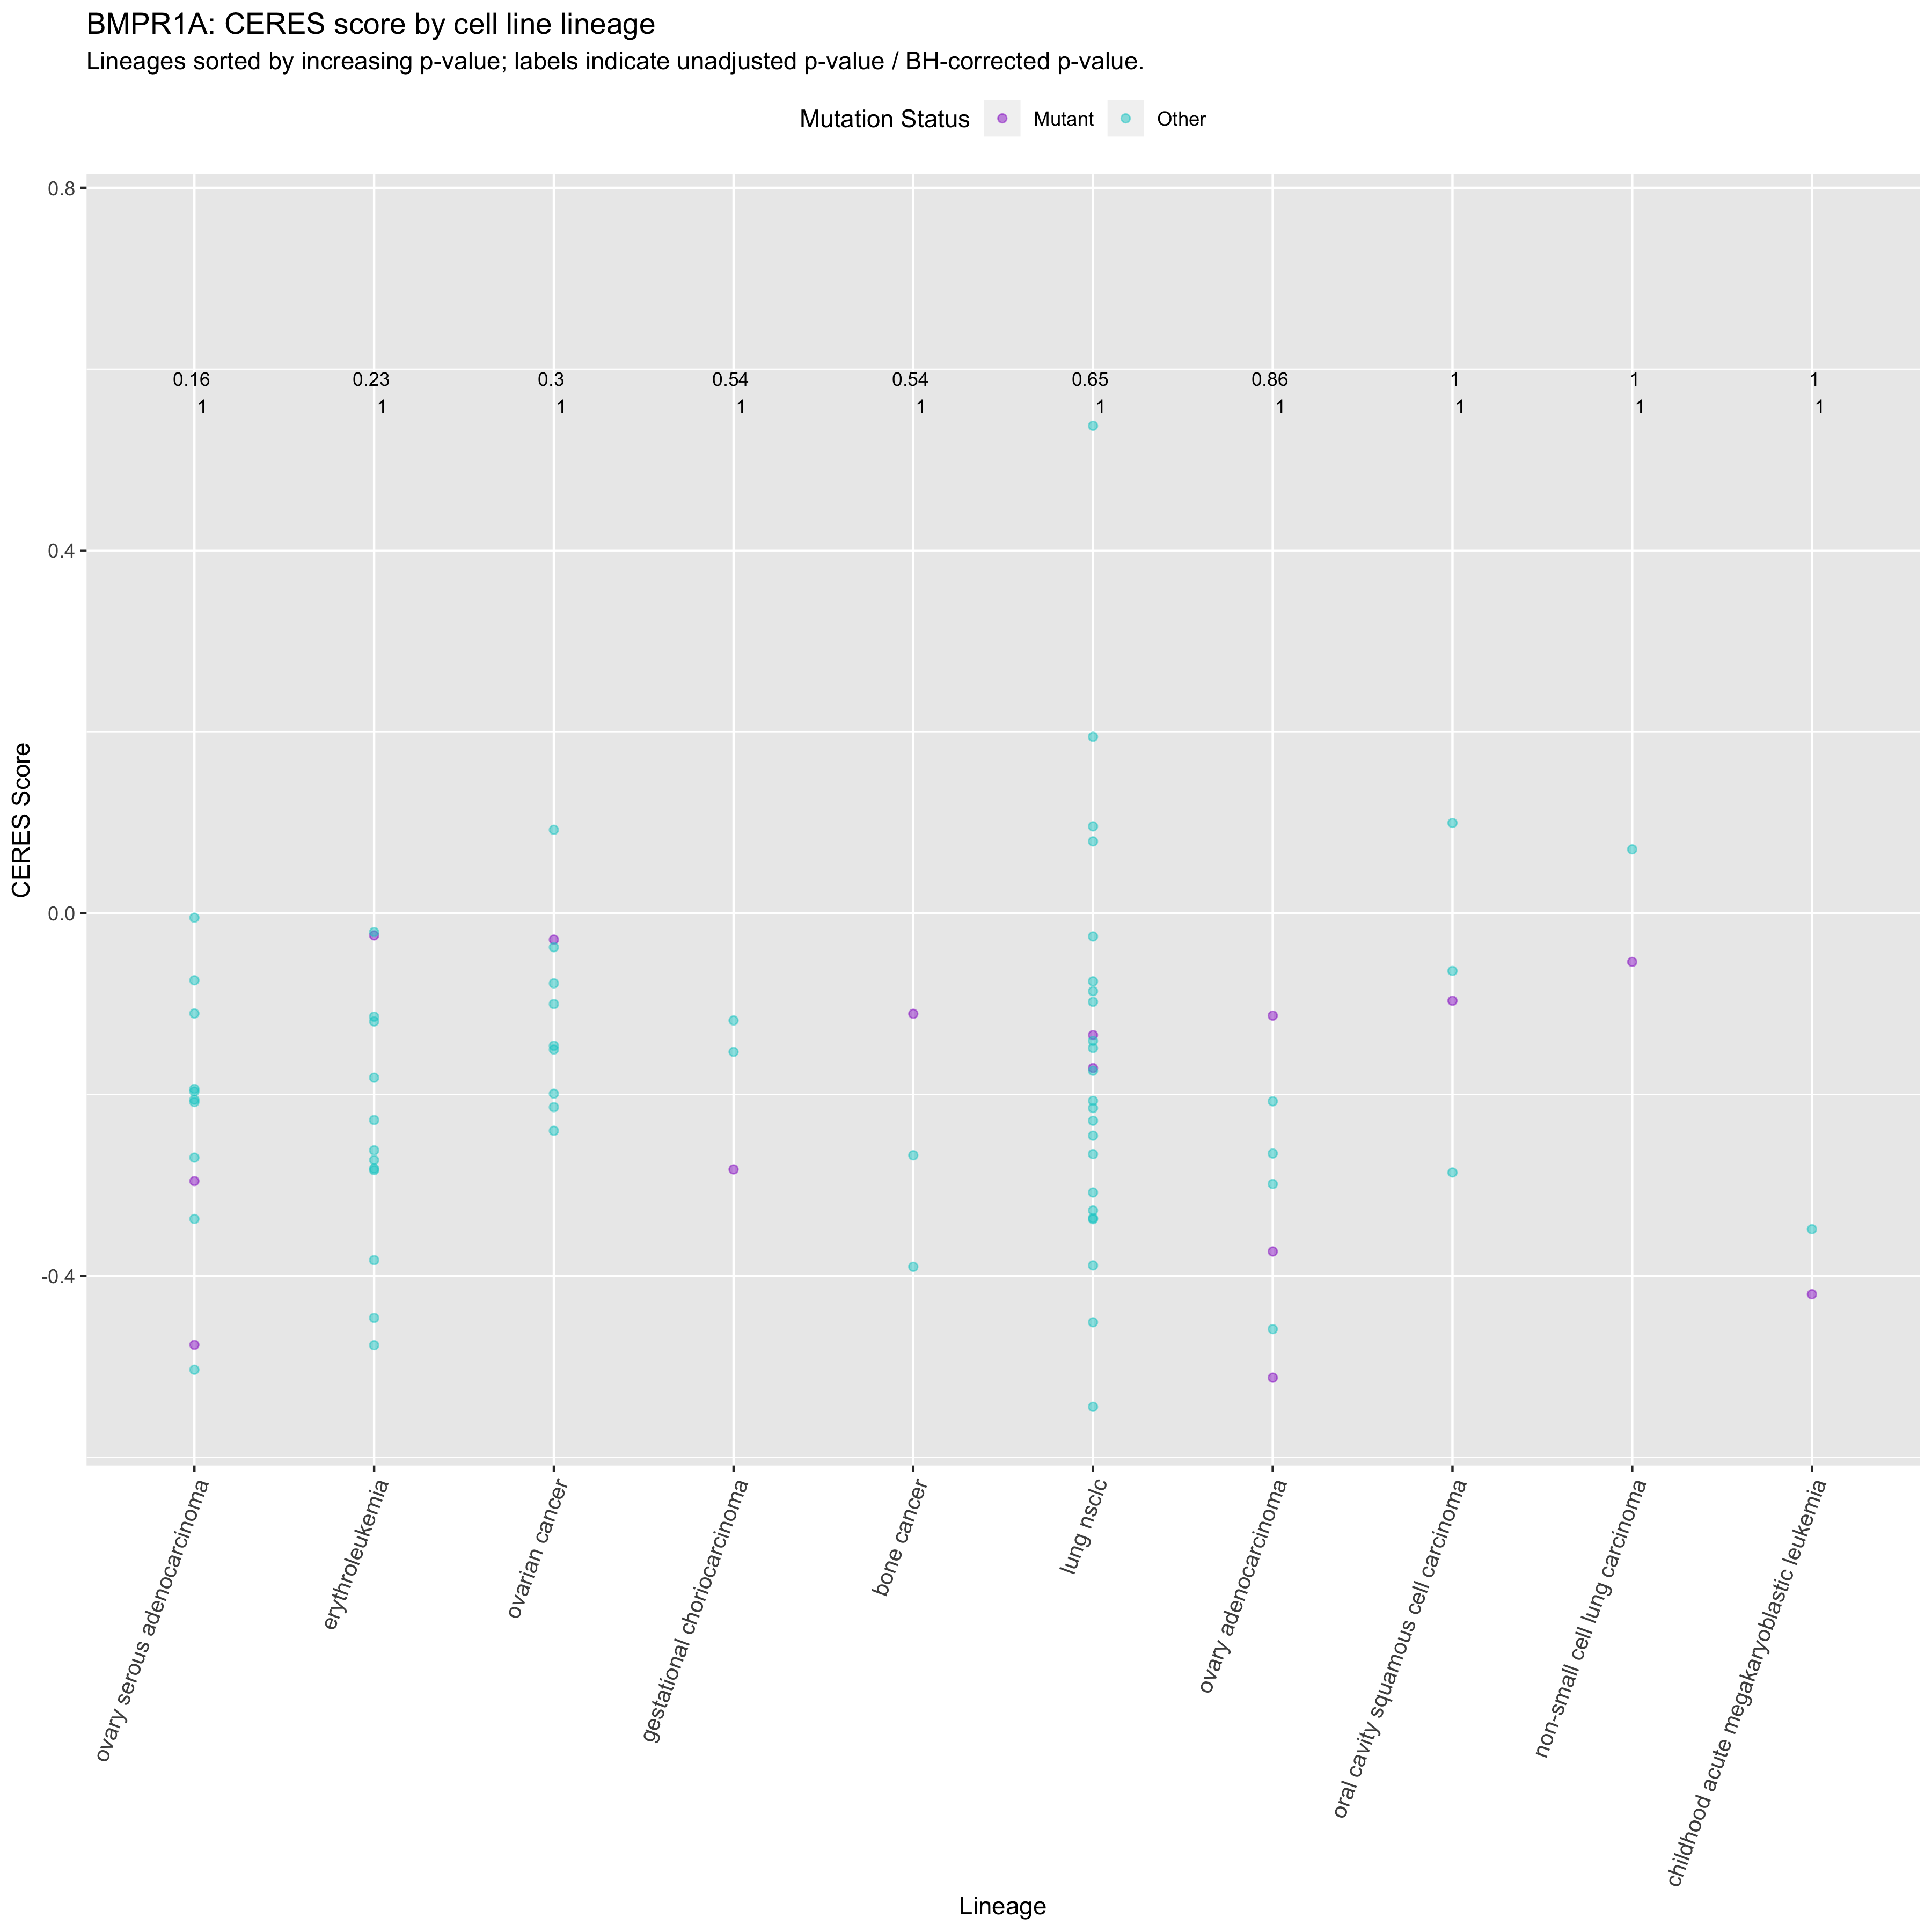 BMPR1A: CERES score by cell line lineage
Lineages sorted by increasing p-value; labels indicate unadjusted p-value / BH-corrected p-value.
Mutation Status Mutant Other
0.8
0.4
0.0
-0.4
CERES Score
0.16 0.23 0.3 0.54 0.54 0.65 0.86 1 1 1
1 1 1 1 1 1 1 1 1 1
ovary serous adenocarcinoma
erythroleukemia
ovarian cancer
gestational choriocarcinoma
bone cancer
lung nsclc
ovary adenocarcinoma
oral cavity squamous cell carcinoma
non-small cell lung carcinoma
childhood acute megakaryoblastic leukemia
Lineage